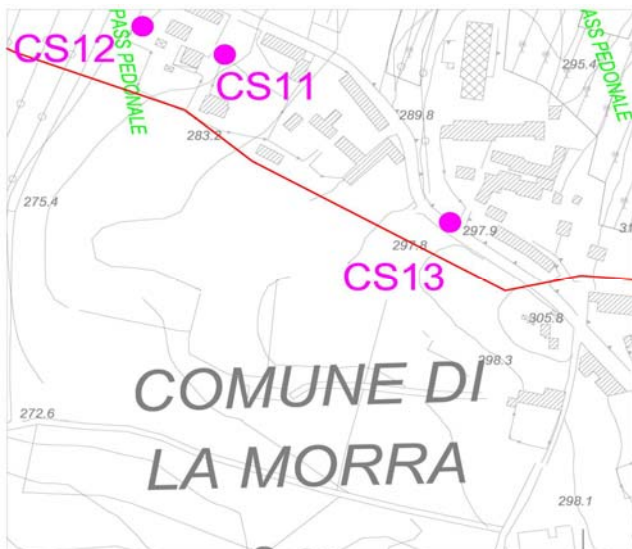 CS12
PASS PEDONALE
CS11
PASS PEDONALE
295.4
289.8
283.2
275.4
297.9
297.8
CS13
305.8
298.3
COMUNE DI
272.6
LA MORRA
298.1